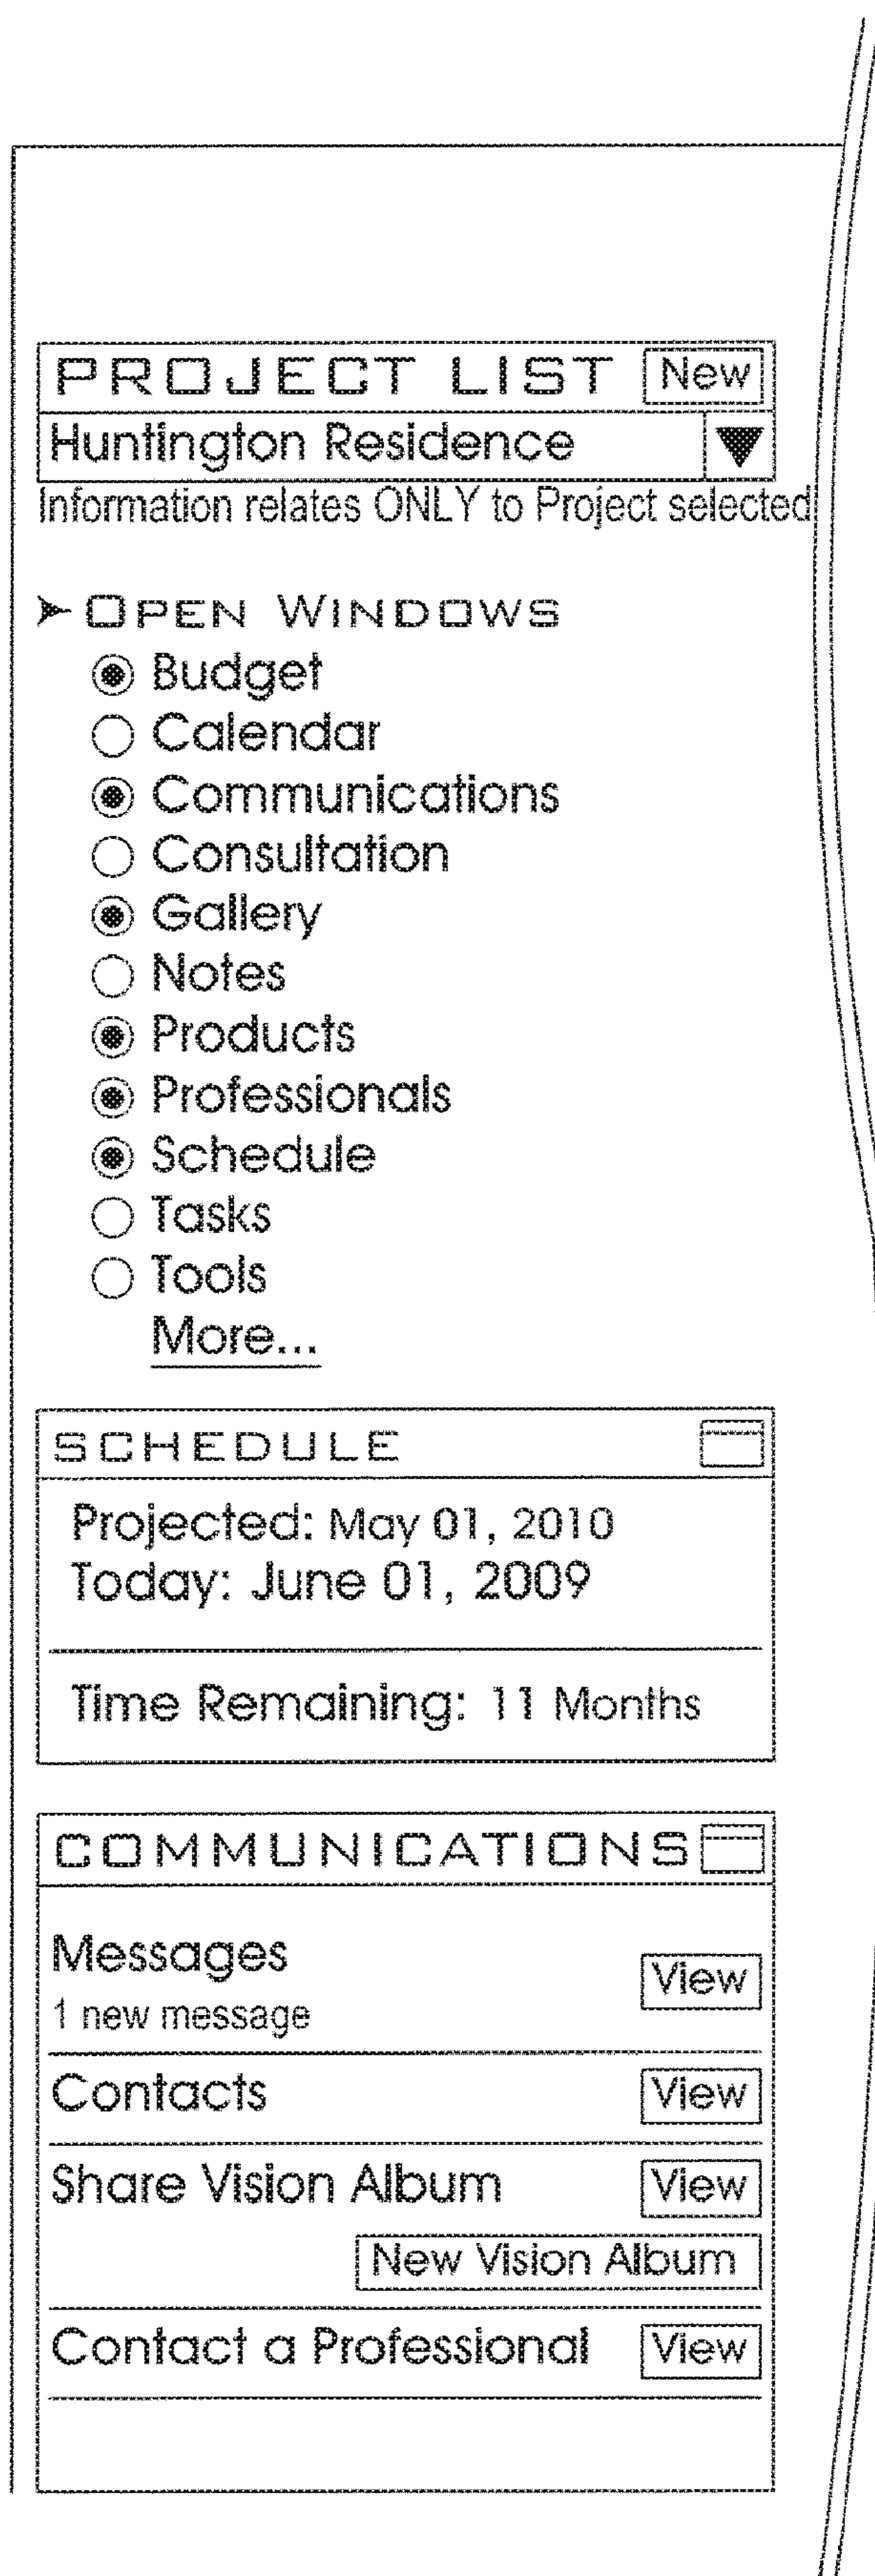 PROJECT LIST New
Huntington Residence
Information relates ONLY to Project selected
OPEN WINDOWS
Budget
Calendar
Communications
Consultation
Gallery
Notes
Products
Professionals
Schedule
Tasks
Tools
More...
SCHEDULE
Projected: May 01, 2010
Today: June 01, 2009
Time Remaining: 11 Months
COMMUNICATIONS
Messages View
1 new message
Contacts View
Share Vision Album View
New Vision Album
Contact a Professional View